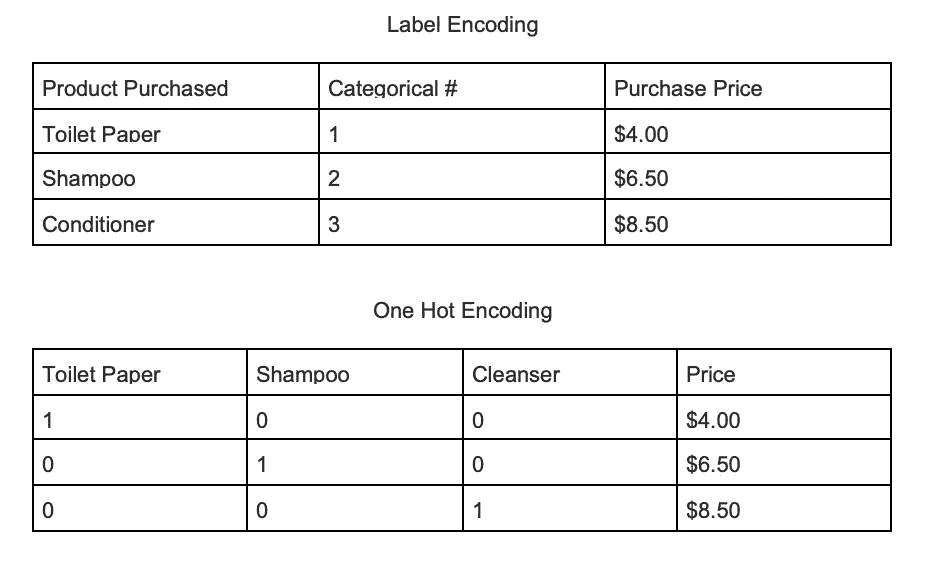 Label Encoding
Product Purchased Categorical # Purchase Price
Toilet Paper 1 $4.00
Shampoo 2 $6.50
Conditioner 3 $8.50
One Hot Encoding
Toilet Paper Shampoo Cleanser Price
1 0 0 $4.00
0 1 0 $6.50
0 0 1 $8.50